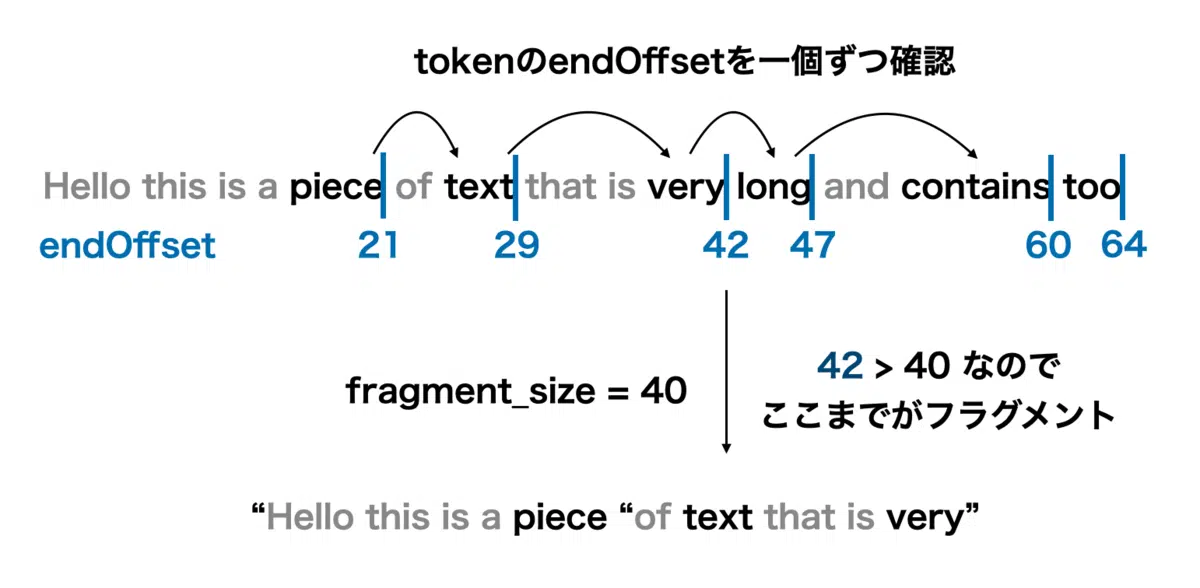 tokenのendOffsetを一個ずつ確認
Hello this is a piece of text that is very long and contains too
endOffset 21 29 42 47 60 64
fragment_size = 40
42 > 40 なので
ここまでがフラグメント
“Hello this is a piece “of text that is very”